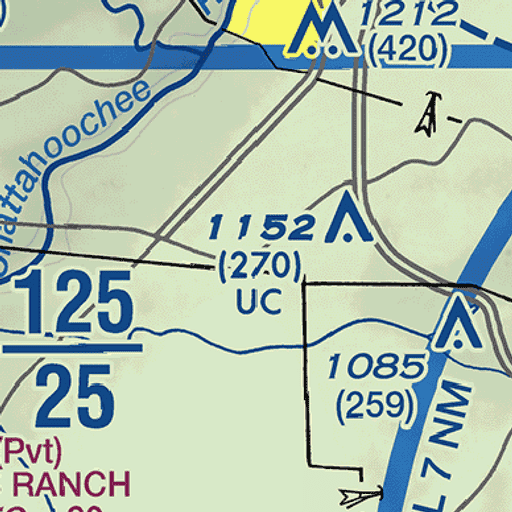 1212
(420)
Chattahoochee
1152
(270)
UC
125
25
1085
(259)
L 7 NM
(Pvt)
RANCH